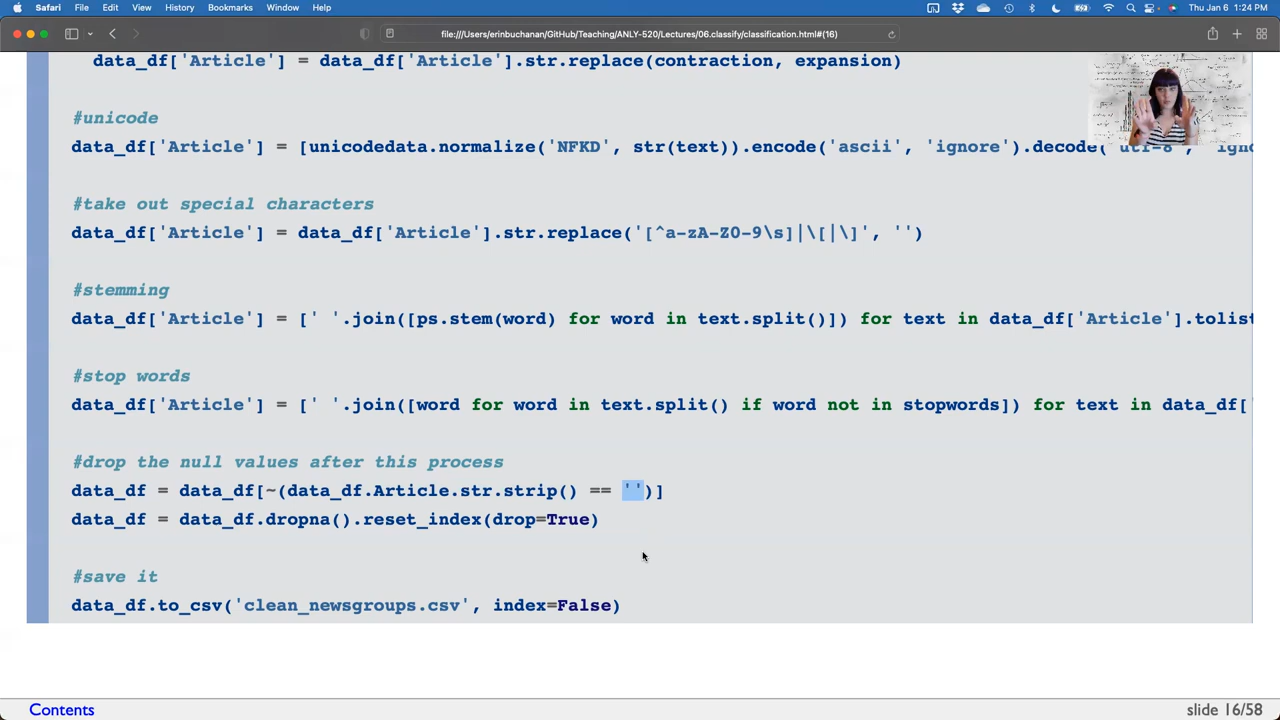 Safari File Edit View History Bookmarks Window Help Thu Jan 6 1:24 PM
file:///Users/erinbuchanan/GitHub/Teaching/ANLY-520/Lectures/06.classify/classification.html#(16)
data_df['Article'] = data_df['Article'].str.replace(contraction, expansion)
#unicode
data_df['Article'] = [unicodedata.normalize('NFKD', str(text)).encode('ascii', 'ignore').decode('utf-8', 'igno
#take out special characters
data_df['Article'] = data_df['Article'].str.replace('[^a-zA-Z0-9\s]|\[|\]', '')
#stemming
data_df['Article'] = [' '.join([ps.stem(word) for word in text.split()]) for text in data_df['Article'].tolist
#stop words
data_df['Article'] = [' '.join([word for word in text.split() if word not in stopwords]) for text in data_df['
#drop the null values after this process
data_df = data_df[~(data_df.Article.str.strip() == '')]
data_df = data_df.dropna().reset_index(drop=True)
#save it
data_df.to_csv('clean_newsgroups.csv', index=False)
Contents
slide 16/58